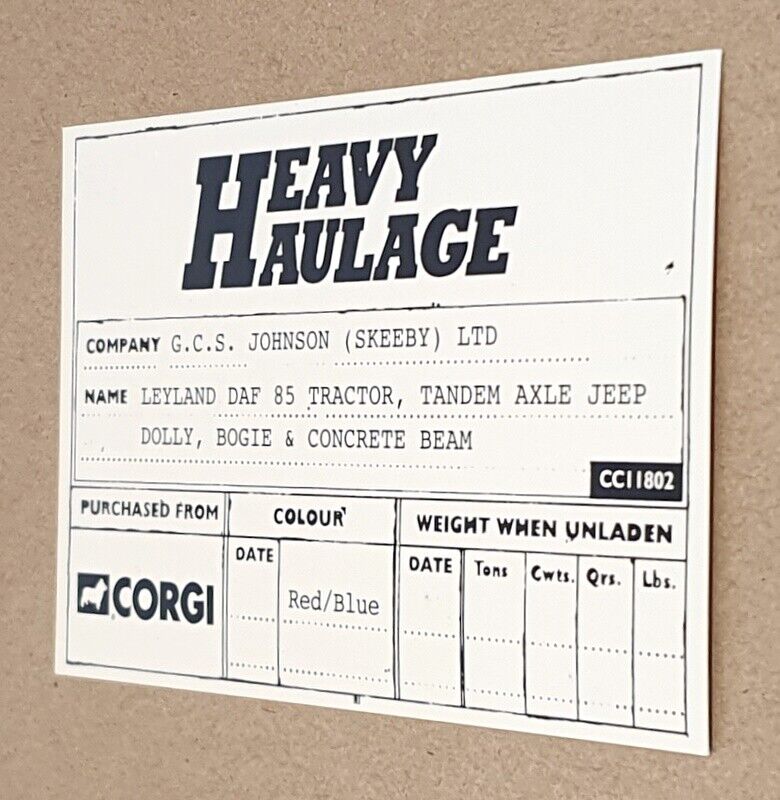 HEAVY
HAULAGE
COMPANY G.C.S. JOHNSON (SKEEBY) LTD
NAME LEYLAND DAF 85 TRACTOR, TANDEM AXLE JEEP
DOLLY, BOGIE & CONCRETE BEAM
CC11802
PURCHASED FROM COLOUR WEIGHT WHEN UNLADEN
DATE DATE Tons Cwts. Qrs. Lbs.
CORGI Red/Blue